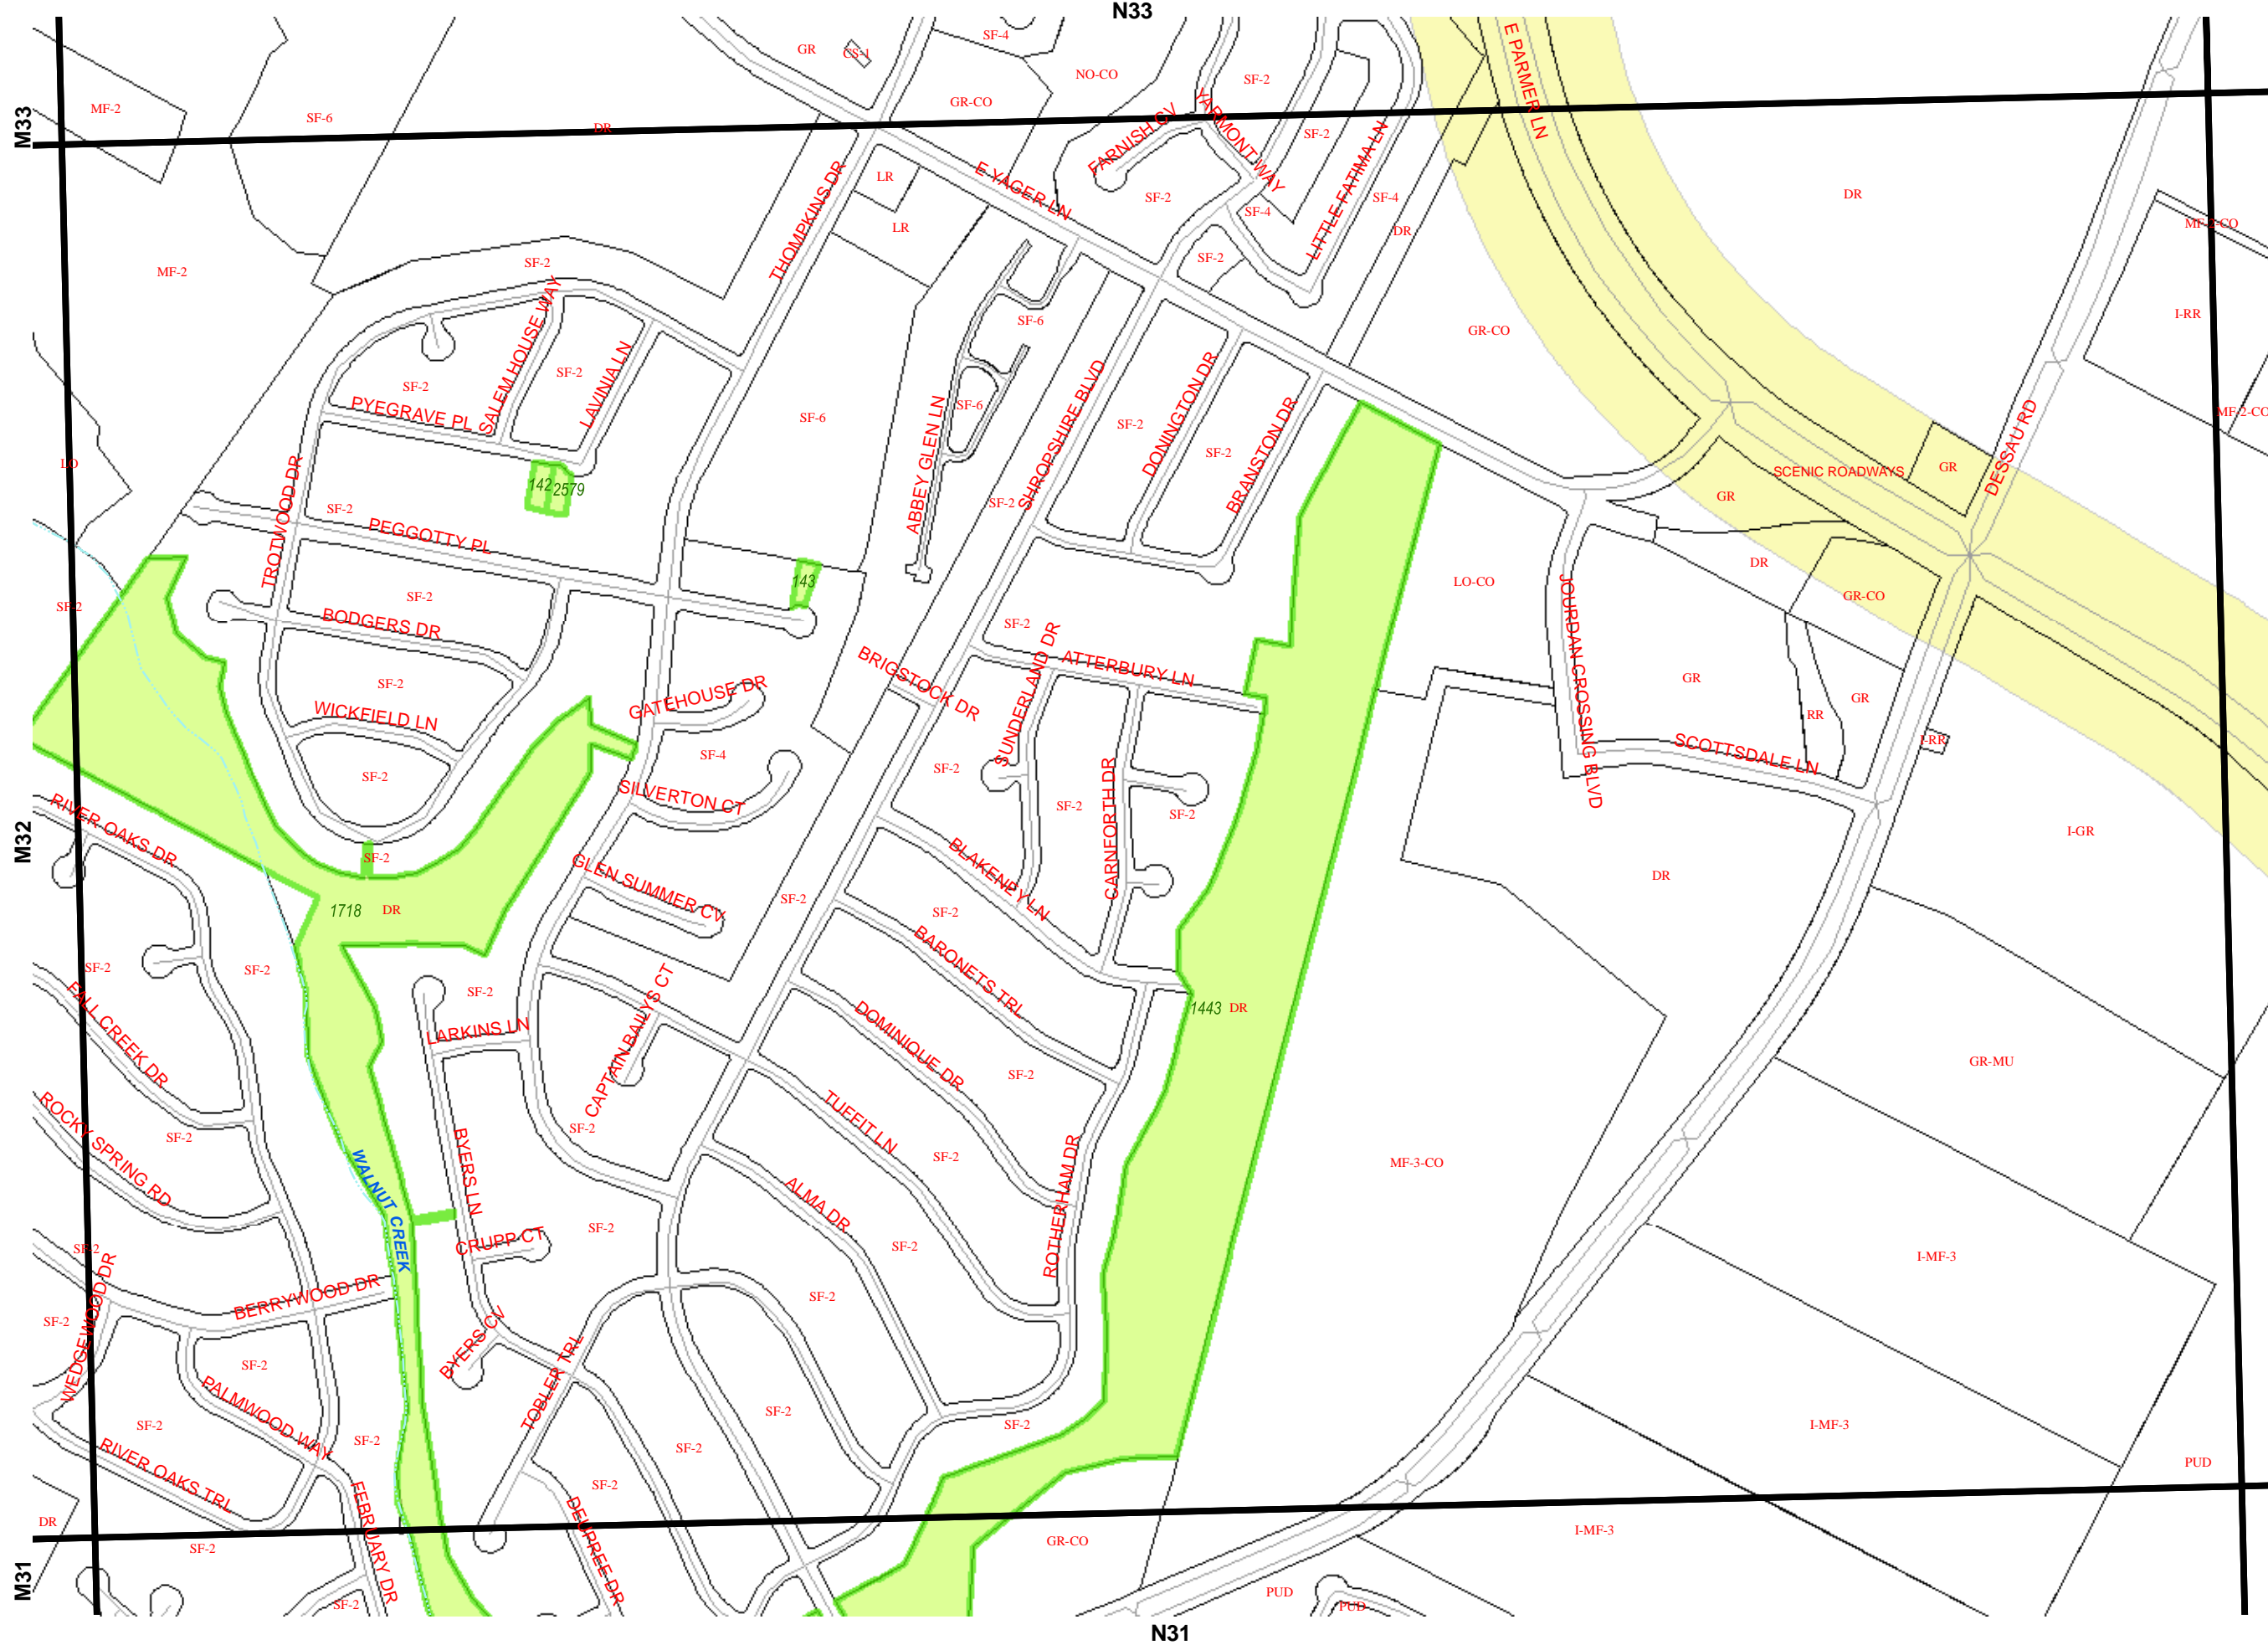 N33
SF-4
GR
CS-1
E PARMER LN
NO-CO
SF-2
GR-CO
MF-2
SF-6
DR
M33
FARNISH CV
YARMONT WAY
SF-2
LITTLE FATIMA LN
THOMPKINS DR
LR
E YAGER LN
SF-2
SF-4
SF-4
DR
DR
LR
MF-2-CO
SF-2
SF-2
MF-2
SALEM HOUSE WAY
SF-6
I-RR
GR-CO
LAVINIA LN
SF-2
SF-2
SHROPSHIRE BLVD
DONINGTON DR
PYEGRAVE PL
SF-6
SF-6
ABBEY GLEN LN
SF-2
SF-2
BRANSTON DR
MF-2-CO
DESSAU RD
LO
TROTWOOD DR
142
2579
SCENIC ROADWAYS
GR
GR
SF-2
SF-2
PEGGOTTY PL
143
LO-CO
DR
GR-CO
SF-2
SF-2
BODGERS DR
SF-2
SUNDERLAND DR
ATTERBURY LN
JOURDAN CROSSING BLVD
SF-2
BRIGSTOCK DR
GATEHOUSE DR
GR
GR
RR
WICKFIELD LN
SF-4
SCOTTSDALE LN
I-RR
SF-2
SF-2
SILVERTON CT
SF-2
SF-2
CARNFORTH DR
RIVER OAKS DR
M32
I-GR
SF-2
BLAKENEY LN
GLEN SUMMER CV
DR
SF-2
SF-2
1718
DR
BARONETS TRL
SF-2
SF-2
SF-2
FALL CREEK DR
CAPTAIN BAILYS CT
1443
DR
LARKINS LN
DOMINIQUE DR
SF-2
GR-MU
ROCKY SPRING RD
SF-2
SF-2
TUFFIT LN
SF-2
BYERS LN
WALNUT CREEK
MF-3-CO
ALMA DR
ROTHERHAM DR
SF-2
SF-2
SF-2
CRUPP CT
I-MF-3
WEDGEWOOD DR
BERRYWOOD DR
SF-2
SF-2
BYERS CV
TOBLER TRL
SF-2
PALMWOOD WAY
SF-2
SF-2
SF-2
SF-2
SF-2
I-MF-3
RIVER OAKS TRL
PUD
SF-2
FEBRUARY DR
DEUPREE DR
DR
SF-2
GR-CO
I-MF-3
M31
SF-2
PUD
PUD
N31